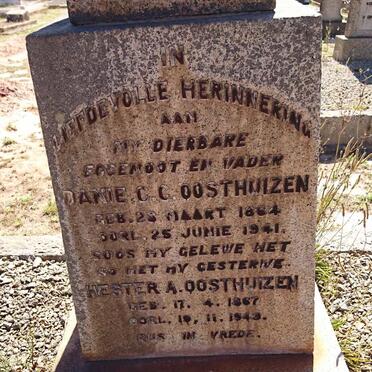 IN
LIEFDEVOLLE HERINNERING
AAN
MY DIERBARE
EGGENOOT EN VADER
DANIE. C. C. OOSTHUIZEN
GEB. 26 MAART 1864
OORL. 25 JUNIE 1941.
SOOS HY GELEWE HET
SO HET HY GESTERWE.
HESTER A. OOSTHUIZEN
GEB. 17. 4. 1867
OORL. 19. 11. 1943.
RUS IN VREDE.